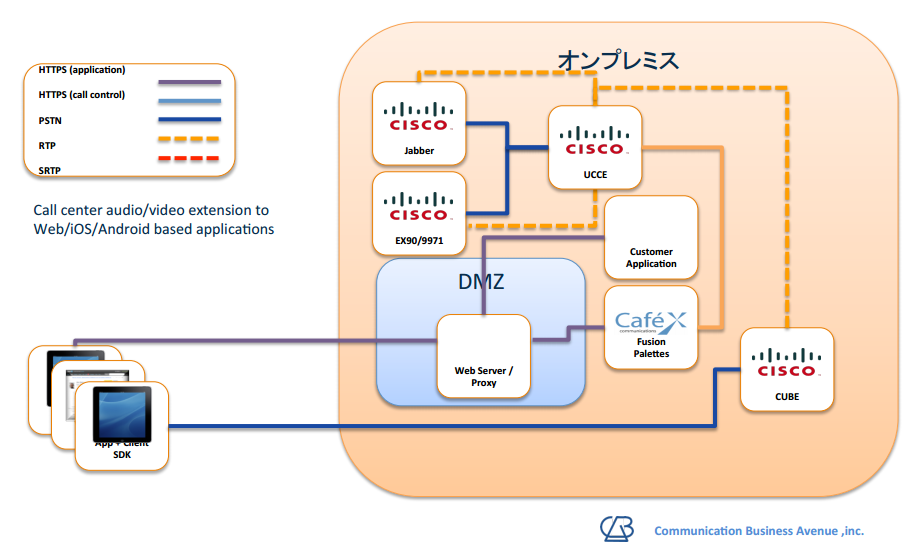 オンプレミス
HTTPS (application)
HTTPS (call control)
PSTN
RTP
SRTP
CISCO
Jabber
CISCO
UCCE
CISCO
EX90/9971
Call center audio/video extension to
Web/iOS/Android based applications
Customer
Application
DMZ
CaféX
communications
Fusion
Palettes
Web Server /
Proxy
CISCO
CUBE
App + Client
SDK
CBA
Communication Business Avenue ,inc.